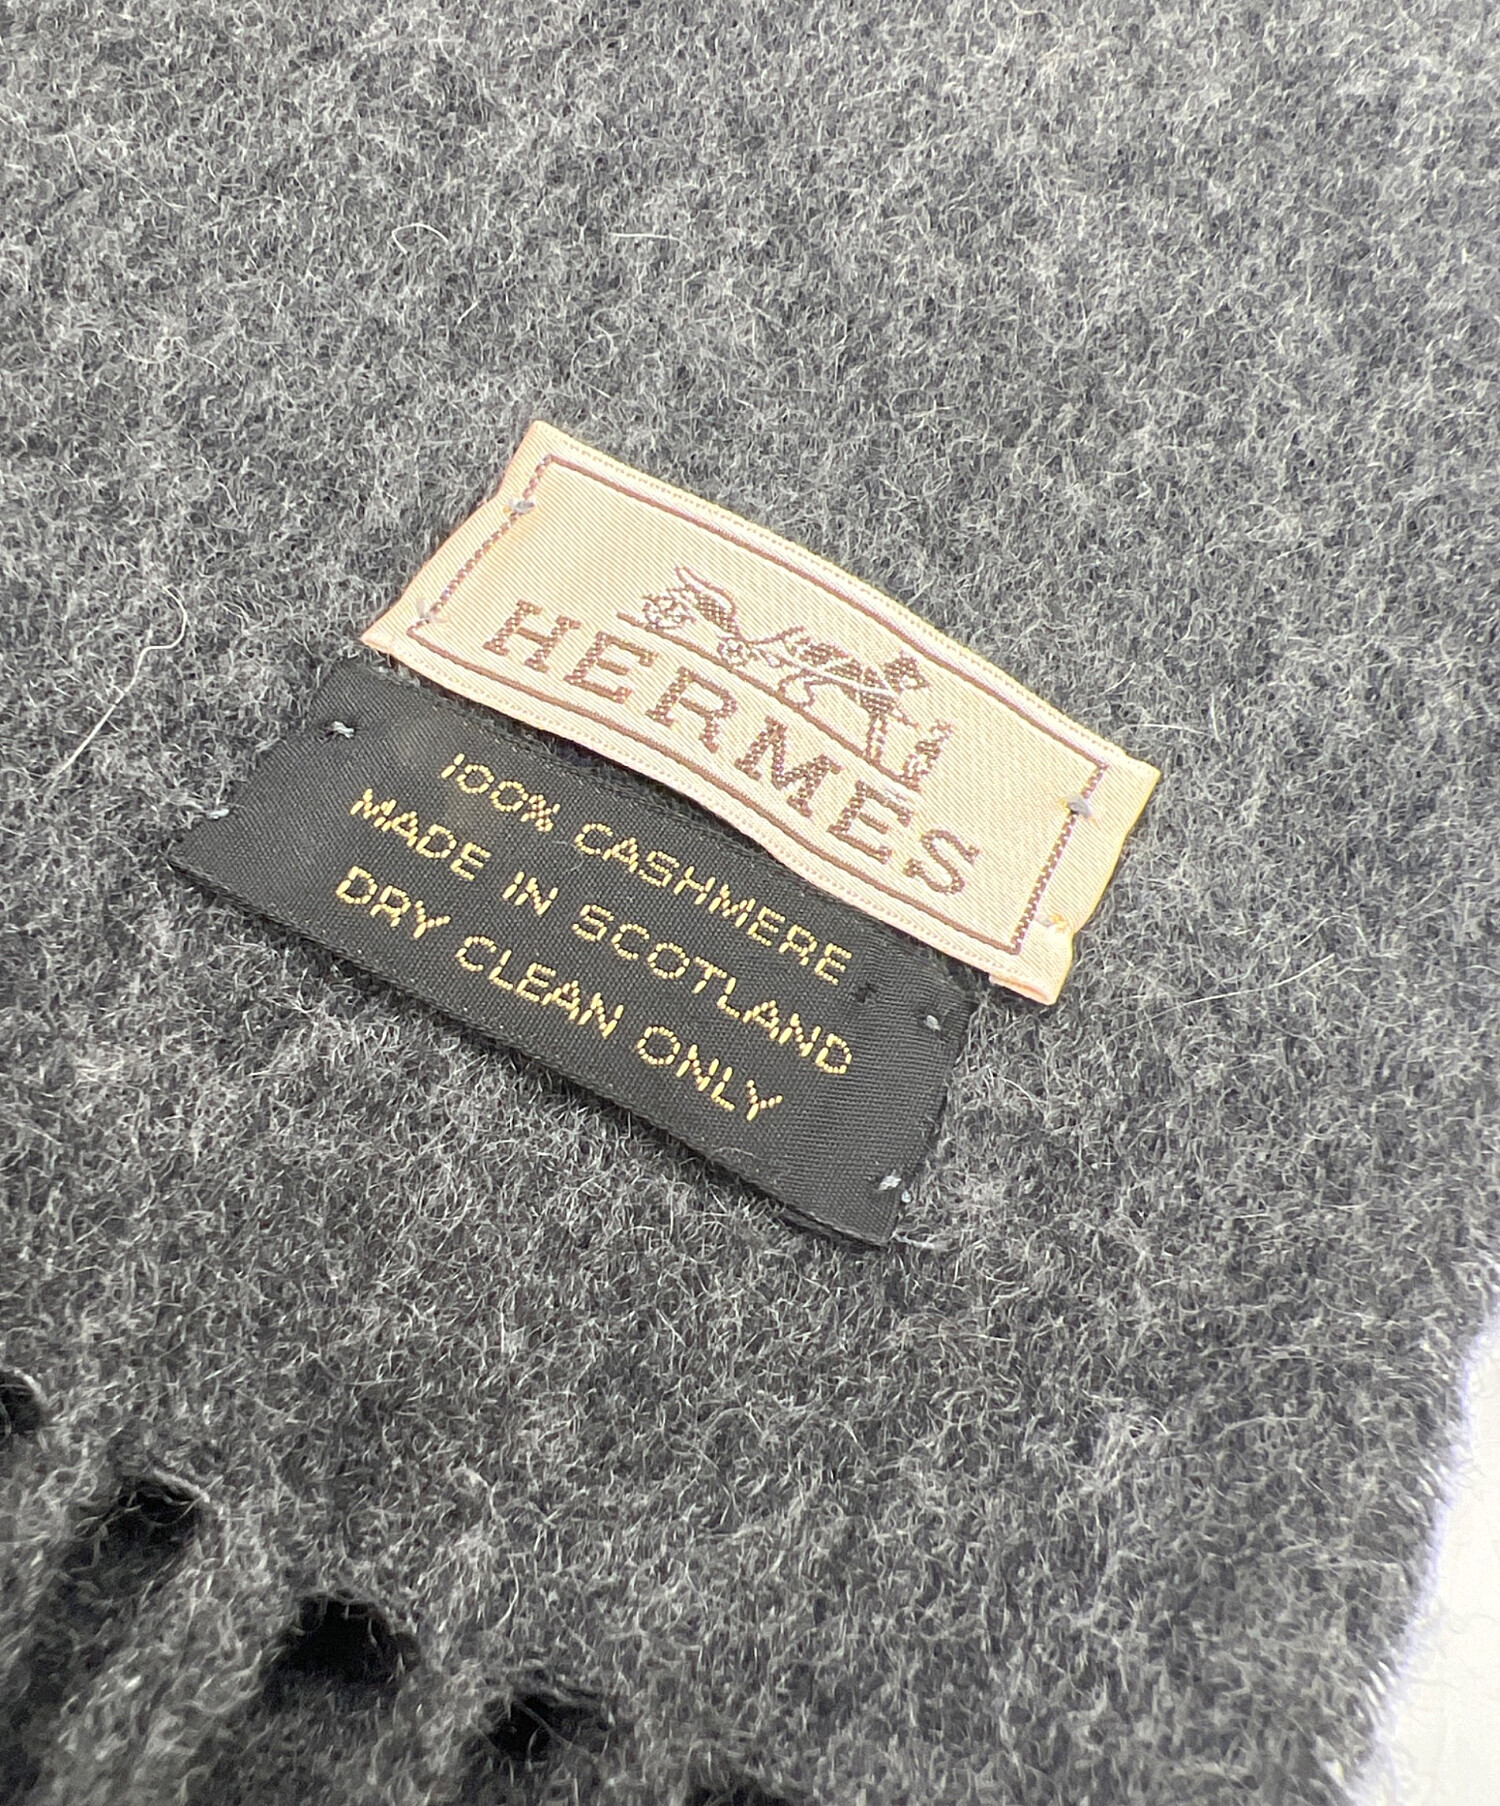 HERMES
100% CASHMERE
MADE IN SCOTLAND
DRY CLEAN ONLY